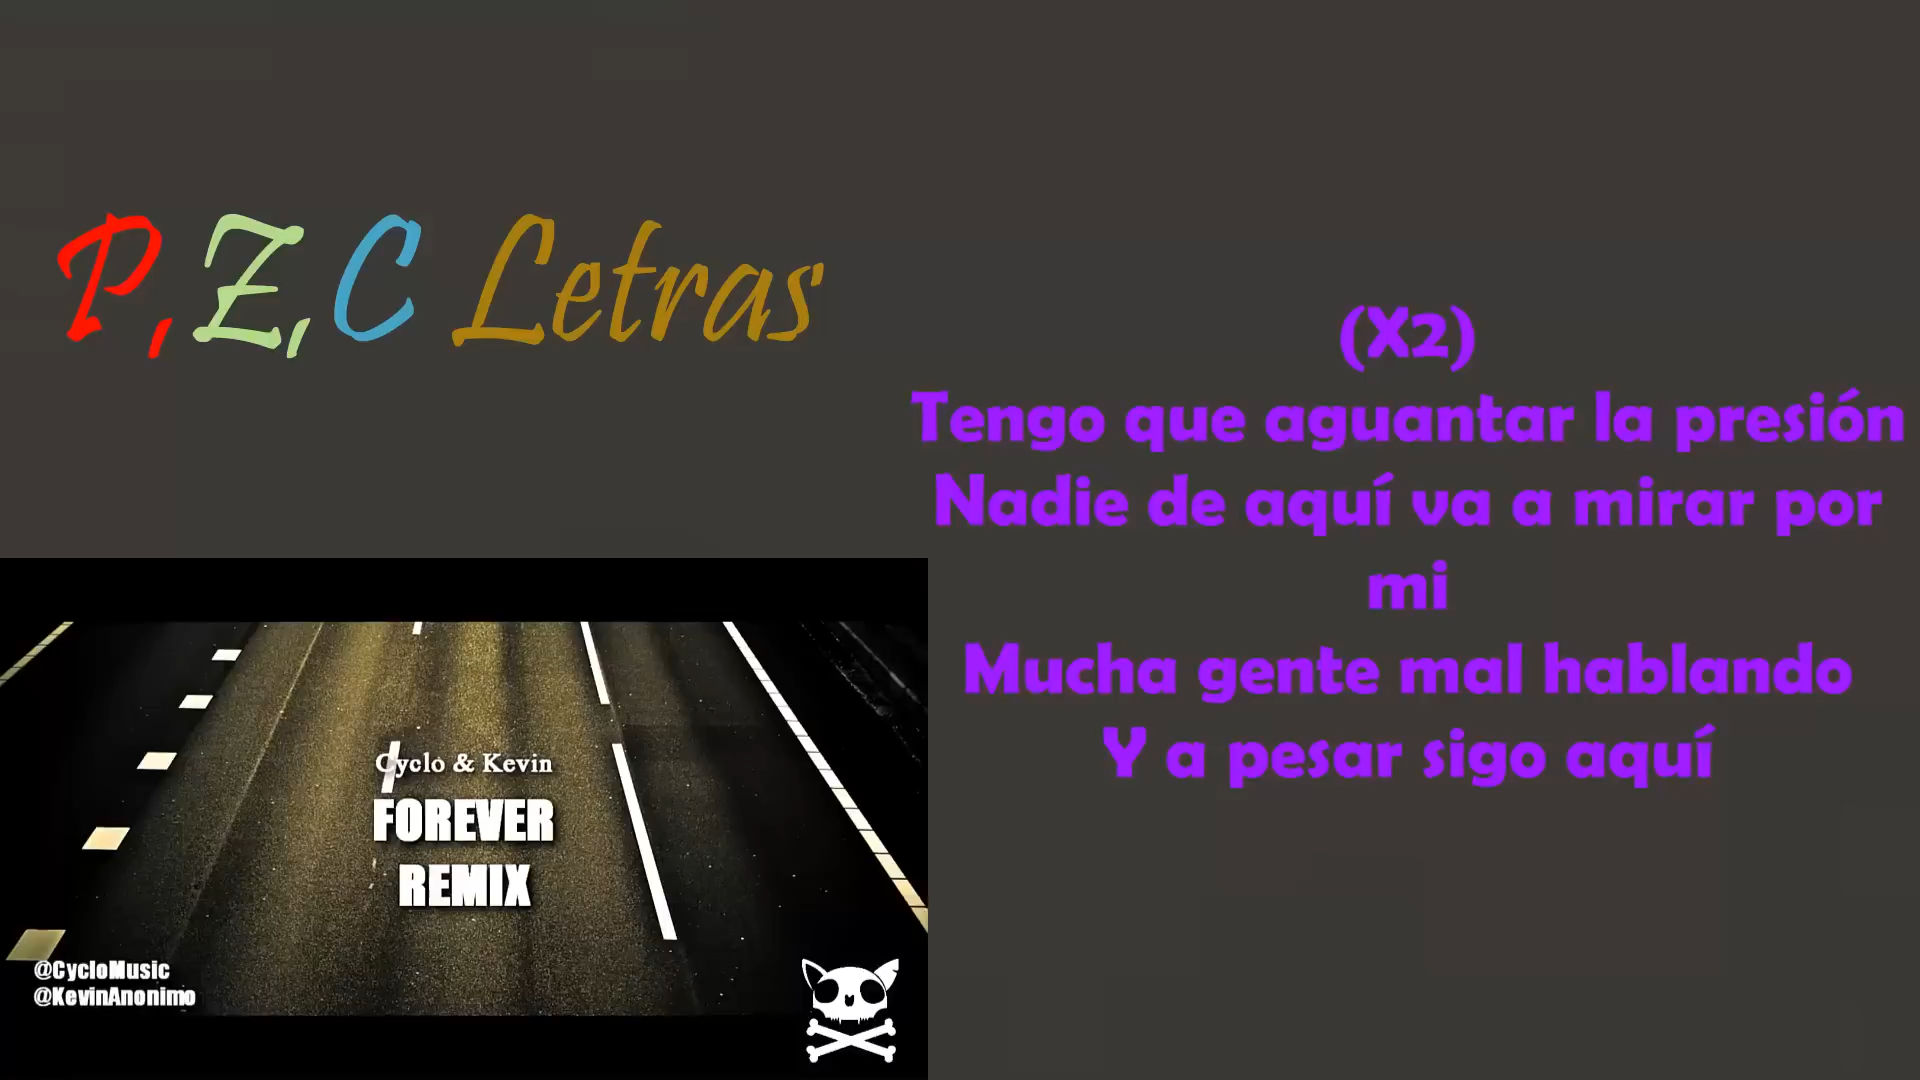 P, Z, C Letras
(X2)
Tengo que aguantar la presión
Nadie de aquí va a mirar por
mi
Mucha gente mal hablando
Y a pesar sigo aquí
Cyclo & Kevin
FOREVER
REMIX
@CycloMusic
@KevinAnonimo